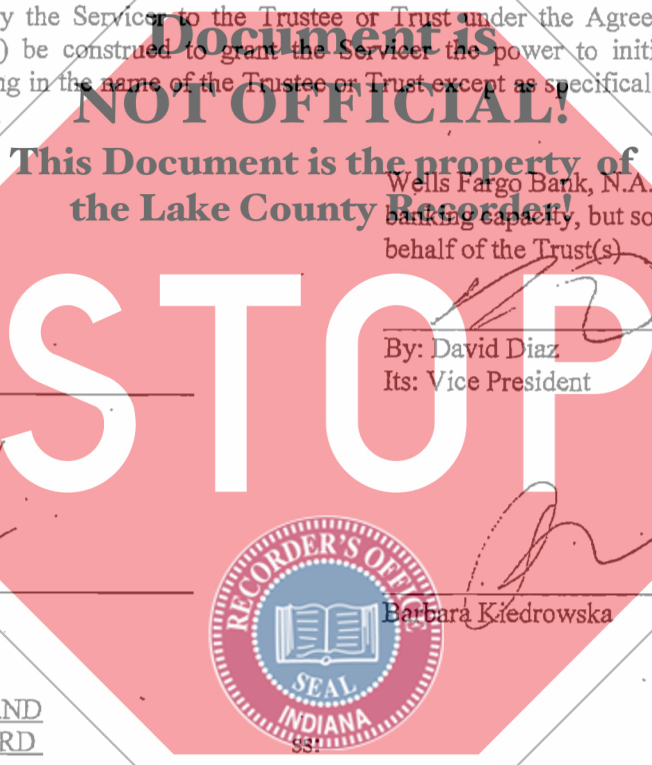 y the Servicer to the Trustee or Trust under the Agree
) be construed to grant the Servicer the power to initi
ng in the name of the Trustee or Trust except as specifical
Document is
NOT OFFICIAL!
This Document is the property of
the Lake County Recorder!
Wells Fargo Bank, N.A.
banking capacity, but so
behalf of the Trust(s)
STOP
By: David Diaz
Its: Vice President
RECORDER'S OFFICE
SEAL
INDIANA
Barbara Kiedrowska
ND
RD
ss: